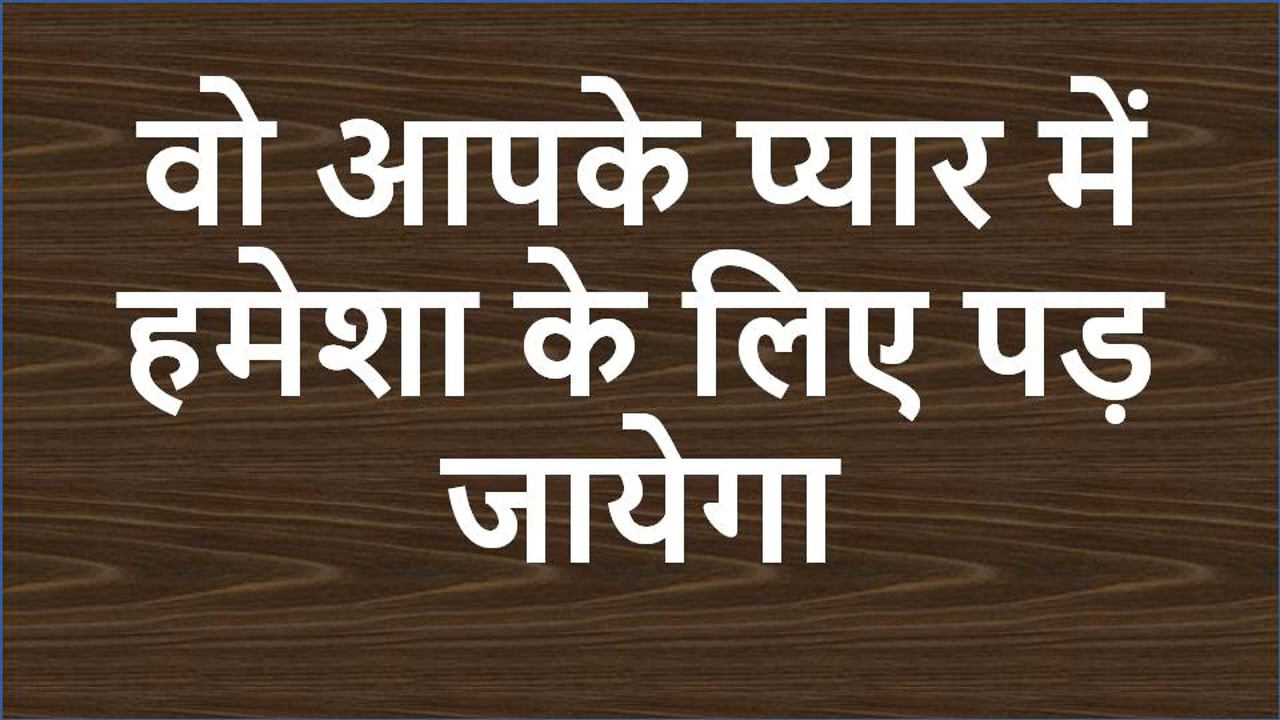 वो आपके प्यार में
हमेशा के लिए पड़
जायेगा